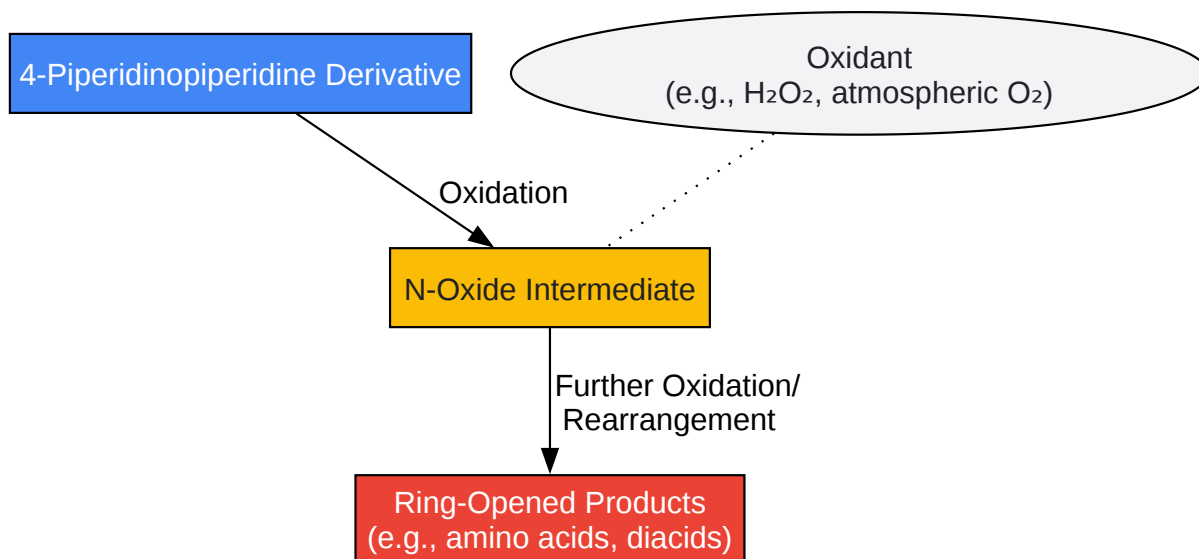 4-Piperidinopiperidine Derivative
Oxidant
(e.g., H₂O₂, atmospheric O₂)
Oxidation
N-Oxide Intermediate
Further Oxidation/
Rearrangement
Ring-Opened Products
(e.g., amino acids, diacids)